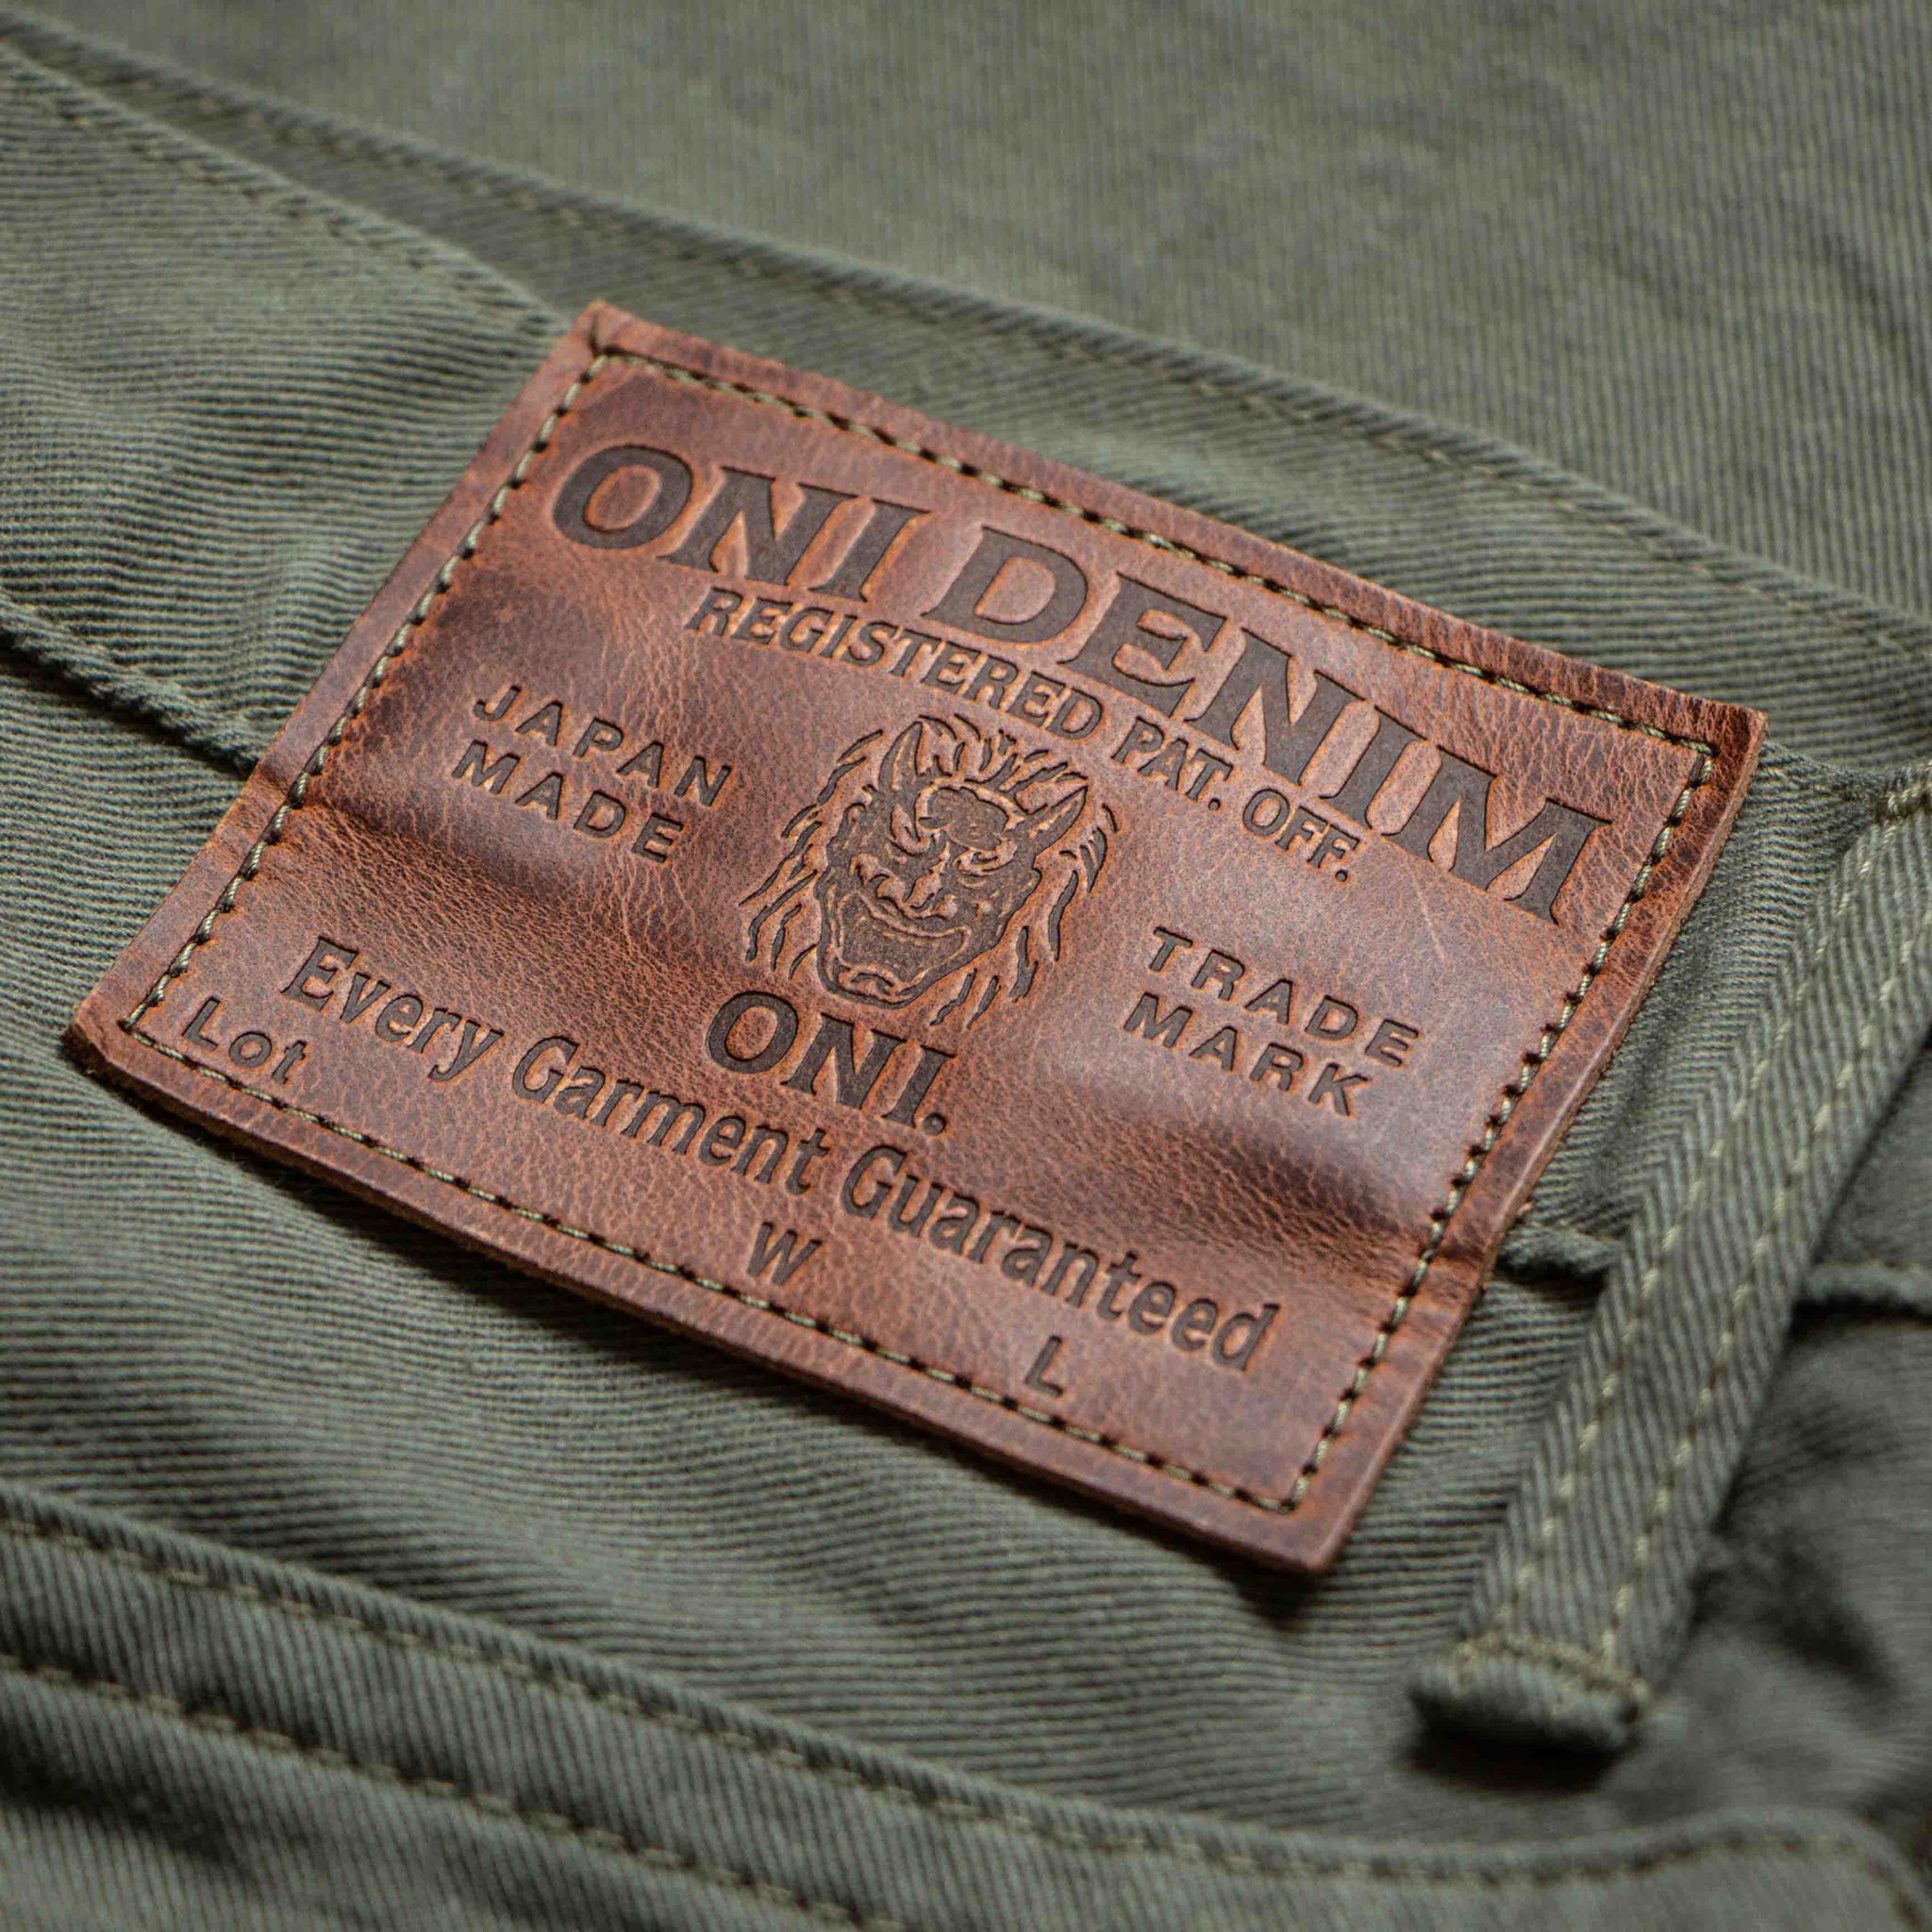 ONI DENIM
REGISTERED PAT. OFF.
JAPAN
MADE
TRADE
MARK
ONI.
Every Garment Guaranteed
Lot W L